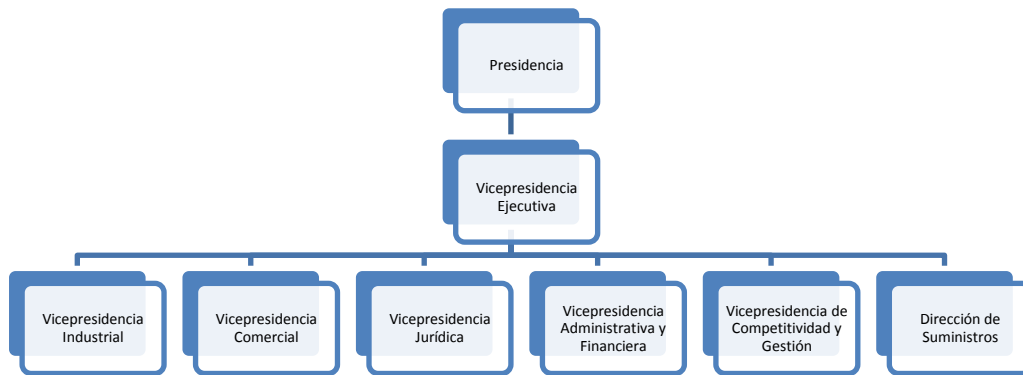 Presidencia
Vicepresidencia
Ejecutiva
Vicepresidencia
Industrial
Vicepresidencia
Comercial
Vicepresidencia
Jurídica
Vicepresidencia
Administrativa y
Financiera
Vicepresidencia de
Competitividad y
Gestión
Dirección de
Suministros